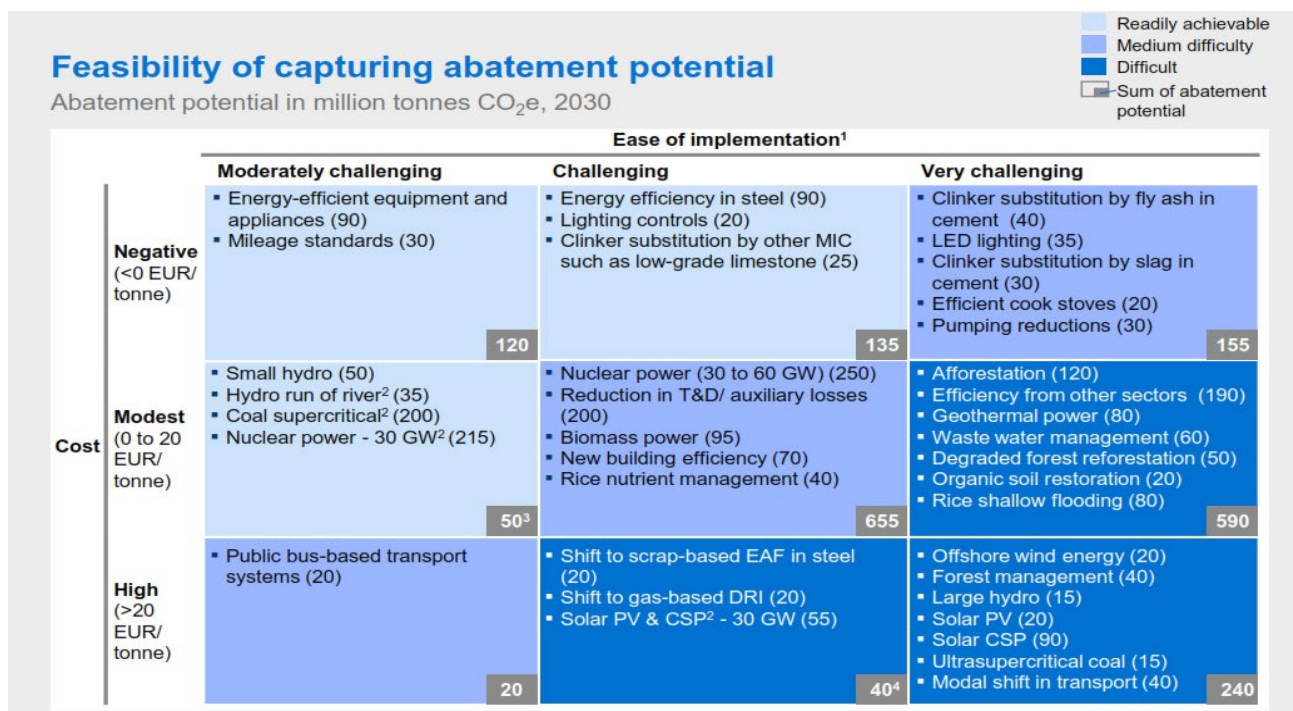 Readily achievable
Medium difficulty
Difficult
Sum of abatement
potential
Feasibility of capturing abatement potential
Abatement potential in million tonnes CO₂e, 2030
Ease of implementation¹
Moderately challenging
Challenging
Very challenging
Cost
Negative
(<0 EUR/
tonne)
▪ Energy-efficient equipment and
appliances (90)
▪ Mileage standards (30)
120
▪ Energy efficiency in steel (90)
▪ Lighting controls (20)
▪ Clinker substitution by other MIC
such as low-grade limestone (25)
135
▪ Clinker substitution by fly ash in
cement (40)
▪ LED lighting (35)
▪ Clinker substitution by slag in
cement (30)
▪ Efficient cook stoves (20)
▪ Pumping reductions (30)
155
Modest
(0 to 20
EUR/
tonne)
▪ Small hydro (50)
▪ Hydro run of river² (35)
▪ Coal supercritical² (200)
▪ Nuclear power - 30 GW² (215)
50³
▪ Nuclear power (30 to 60 GW) (250)
▪ Reduction in T&D/ auxiliary losses
(200)
▪ Biomass power (95)
▪ New building efficiency (70)
▪ Rice nutrient management (40)
655
▪ Afforestation (120)
▪ Efficiency from other sectors (190)
▪ Geothermal power (80)
▪ Waste water management (60)
▪ Degraded forest reforestation (50)
▪ Organic soil restoration (20)
▪ Rice shallow flooding (80)
590
High
(>20
EUR/
tonne)
▪ Public bus-based transport
systems (20)
20
▪ Shift to scrap-based EAF in steel
(20)
▪ Shift to gas-based DRI (20)
▪ Solar PV & CSP² - 30 GW (55)
40⁴
▪ Offshore wind energy (20)
▪ Forest management (40)
▪ Large hydro (15)
▪ Solar PV (20)
▪ Solar CSP (90)
▪ Ultrasupercritical coal (15)
▪ Modal shift in transport (40)
240